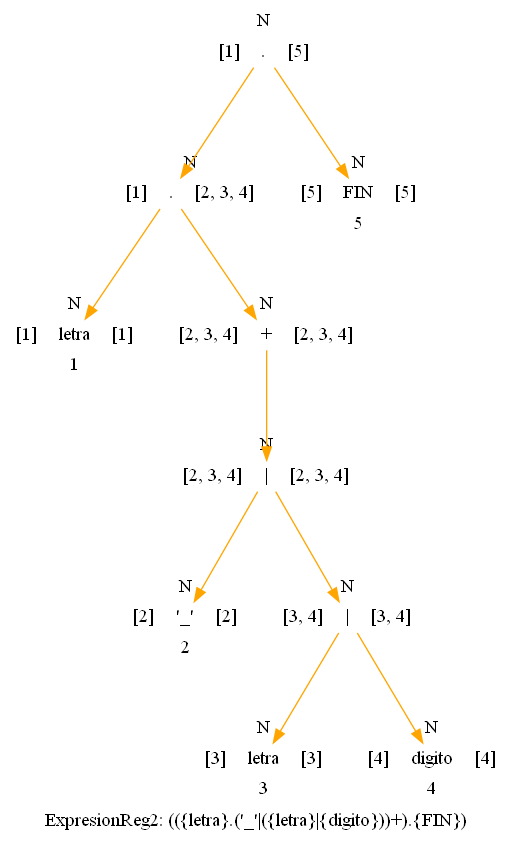 N
[1] . [5]
N N
[1] . [2, 3, 4] [5] FIN [5]
5
N N
[1] letra [1] [2, 3, 4] + [2, 3, 4]
1
N
[2, 3, 4] | [2, 3, 4]
N N
[2] '_' [2] [3, 4] | [3, 4]
2
N N
[3] letra [3] [4] digito [4]
3 4
ExpresionReg2: (({letra}.('_'|({letra}|{digito}))+).{FIN})